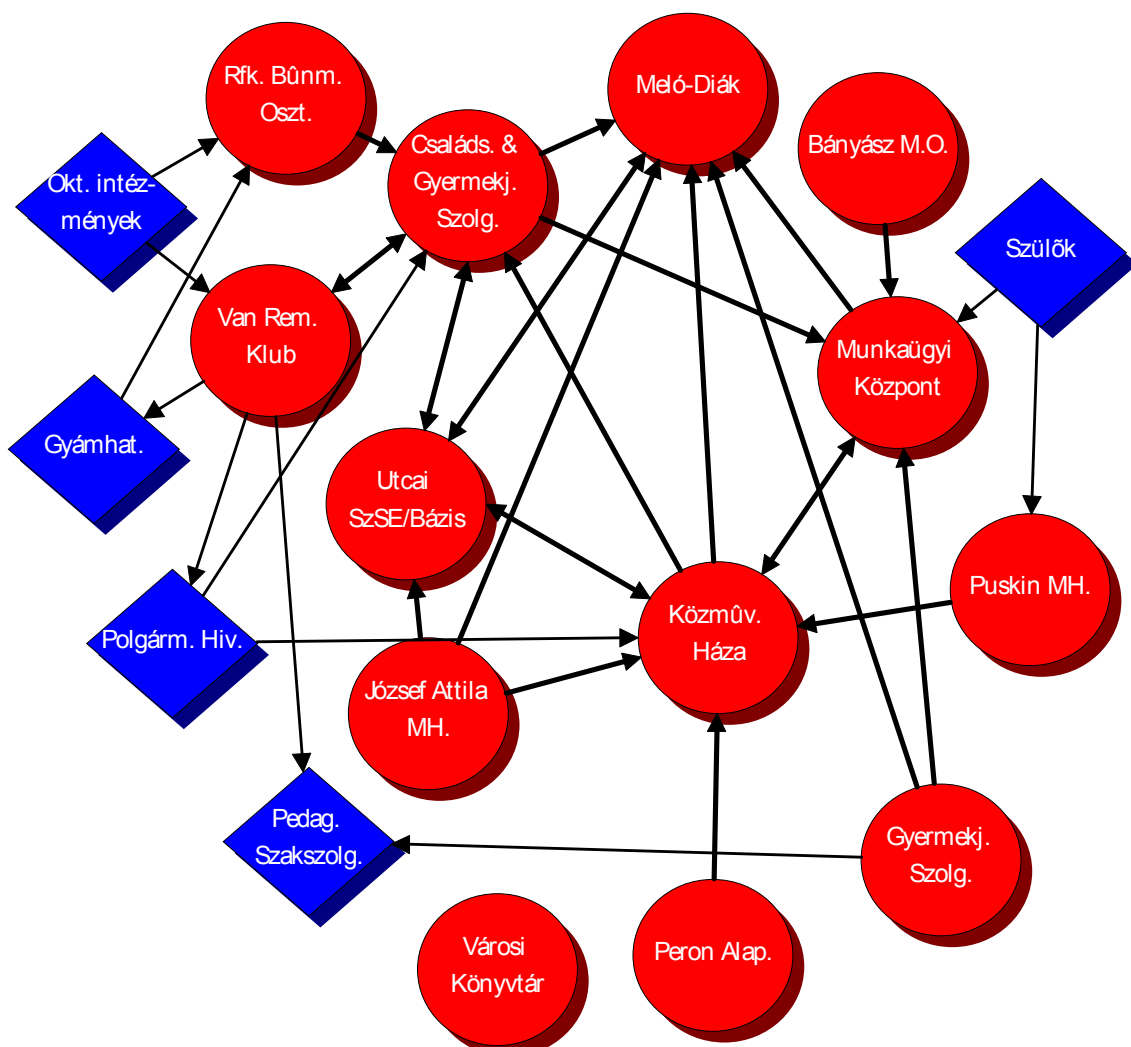 Rfk. Bûnm.
Oszt.
Meló-Diák
Családs. &
Gyermekj.
Szolg.
Bányász M.O.
Okt. intéz-
mények
Szülõk
Van Rem.
Klub
Munkaügyi
Központ
Gyámhat.
Utcai
SzSE/Bázis
Puskin MH.
Polgárm. Hiv.
Közmûv.
Háza
József Attila
MH.
Pedag.
Szakszolg.
Gyermekj.
Szolg.
Városi
Könyvtár
Peron Alap.